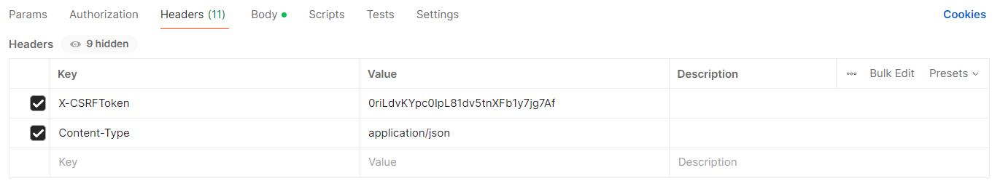 Params Authorization Headers (11) Body Scripts Tests Settings Cookies
Headers 9 hidden
Key Value Description Bulk Edit Presets
X-CSRFToken 0riLdvKYpc0lpL81dv5tnXFb1y7jg7Af
Content-Type application/json
Key Value Description